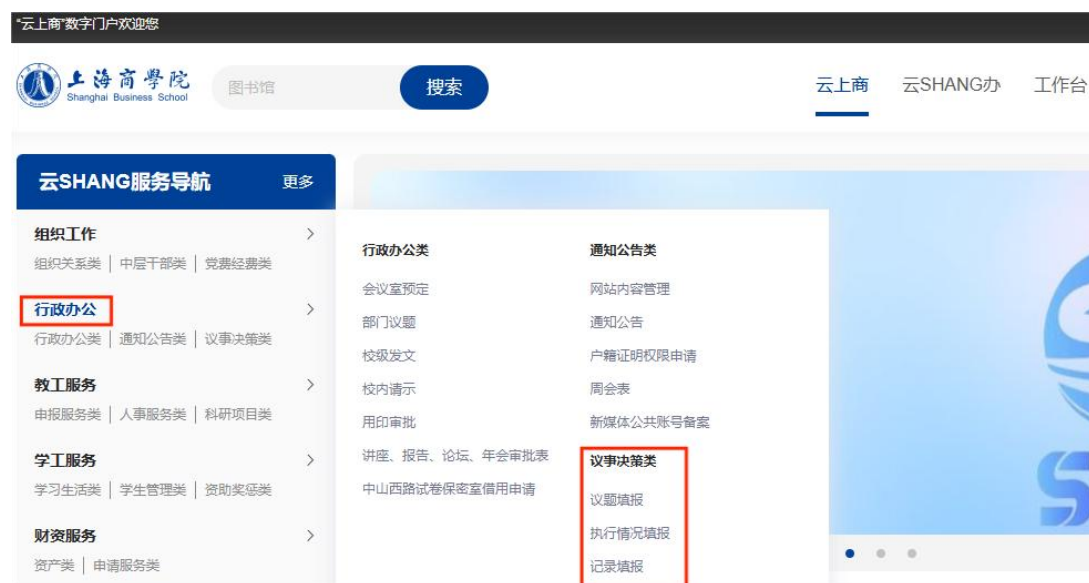 “云上商”数字门户欢迎您
上海商學院
Shanghai Business School
图书馆
搜索
云上商
云SHANG办
工作台
云SHANG服务导航
更多
组织工作
组织关系类 | 中层干部类 | 党费经费类
行政办公
行政办公类 | 通知公告类 | 议事决策类
教工服务
申报服务类 | 人事服务类 | 科研项目类
学工服务
学习生活类 | 学生管理类 | 资助奖惩类
财资服务
资产类 | 申请服务类
行政办公类
会议室预定
部门议题
校级发文
校内请示
用印审批
讲座、报告、论坛、年会审批表
中山西路试卷保密室借用申请
通知公告类
网站内容管理
通知公告
户籍证明权限申请
周会表
新媒体公共账号备案
议事决策类
议题填报
执行情况填报
记录填报